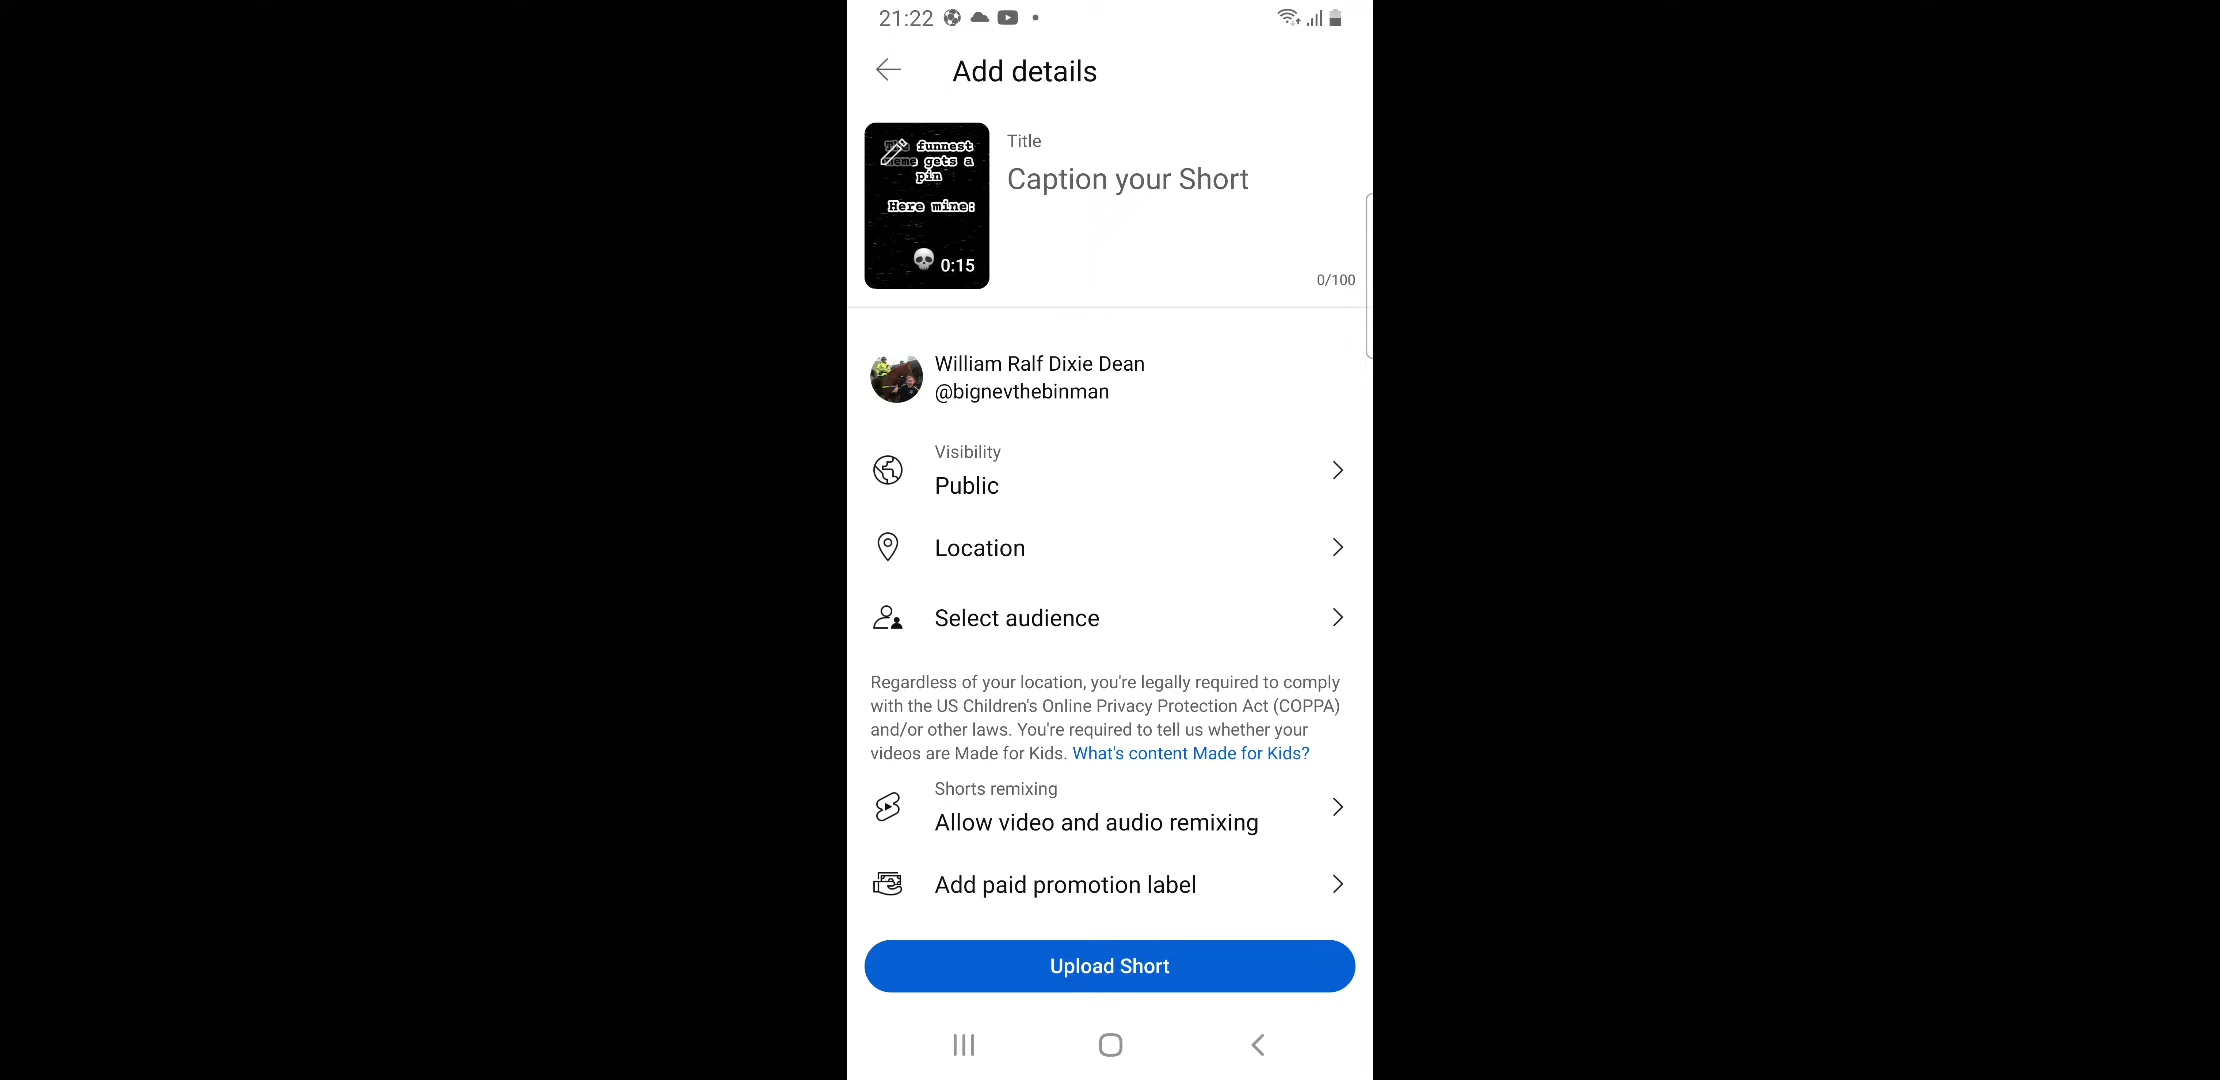 21:22
Add details
The funnest
meme gets a
pin
Here mine:
0:15
Title
Caption your Short
0/100
William Ralf Dixie Dean
@bignevthebinman
Visibility
Public
Location
Select audience
Regardless of your location, you're legally required to comply
with the US Children's Online Privacy Protection Act (COPPA)
and/or other laws. You're required to tell us whether your
videos are Made for Kids. What's content Made for Kids?
Shorts remixing
Allow video and audio remixing
Add paid promotion label
Upload Short